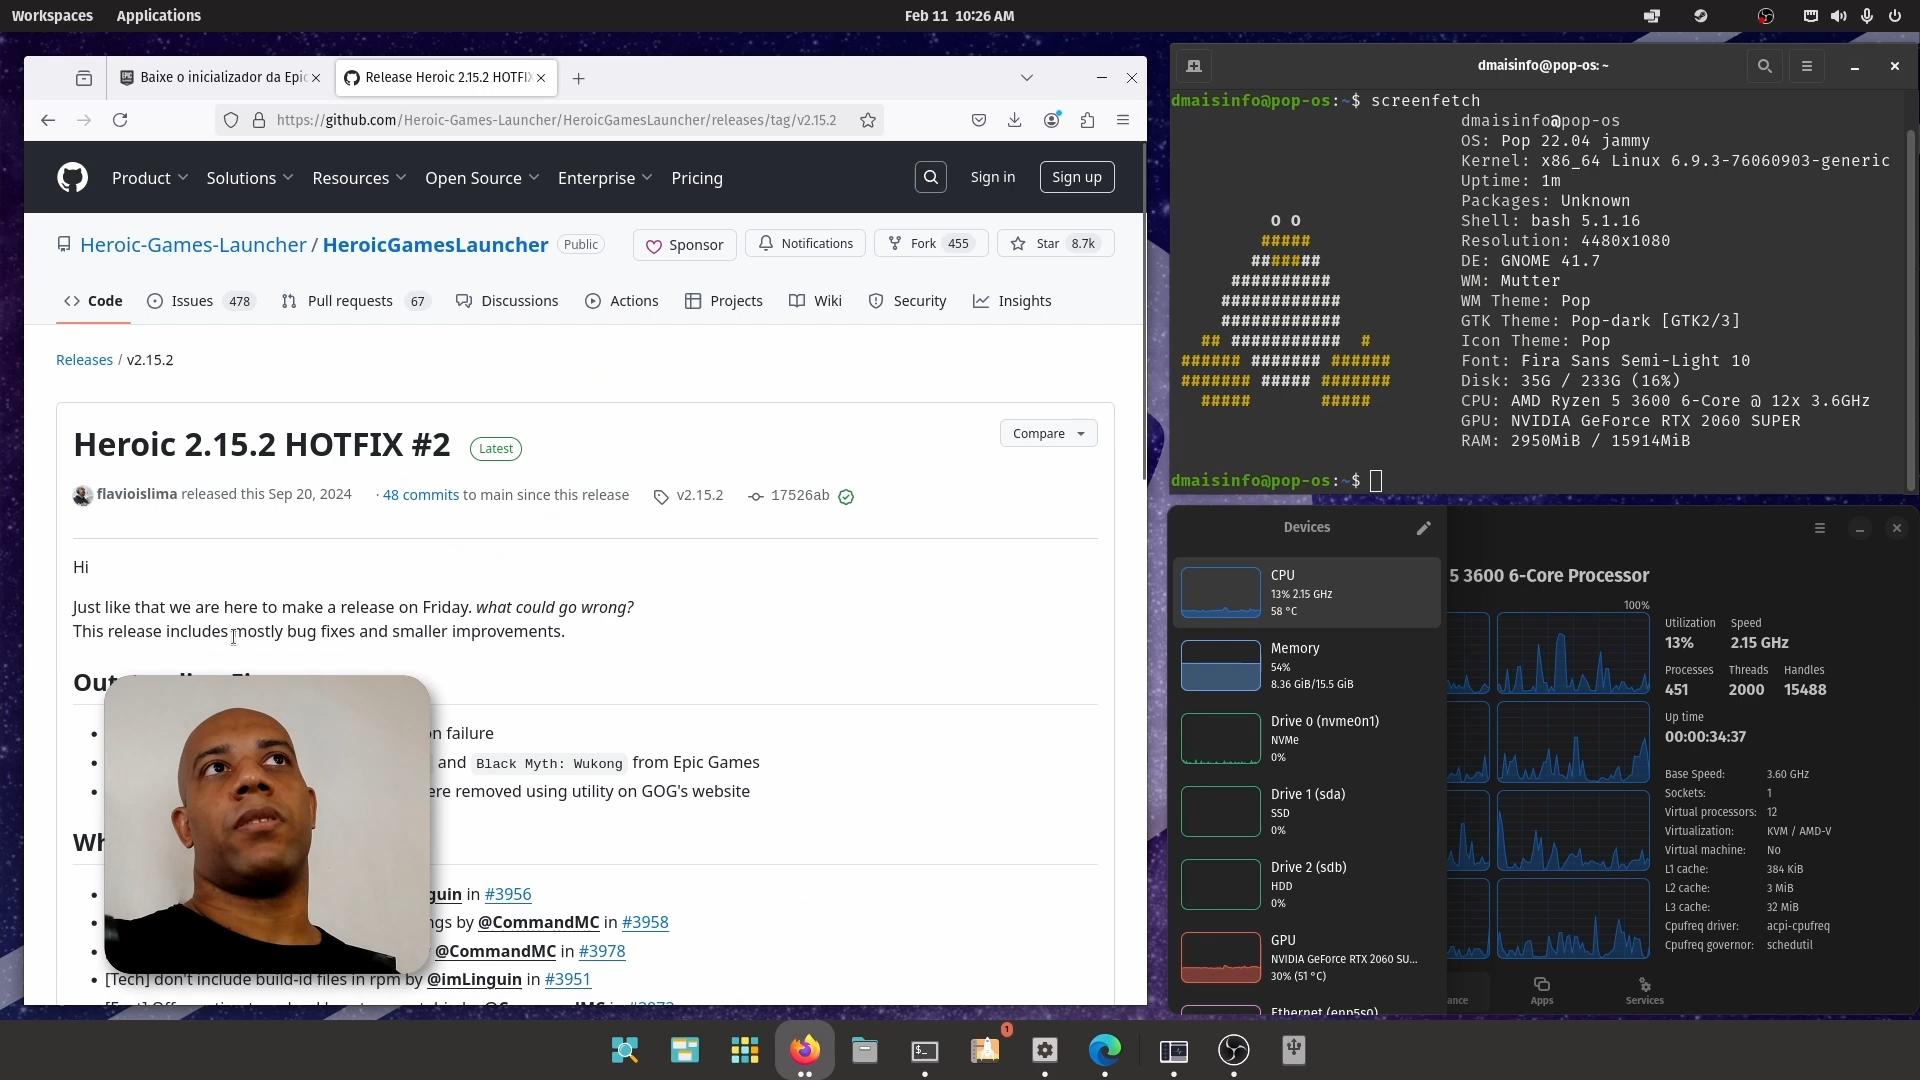 Workspaces Applications Feb 11 10:26 AM
EPIC Baixe o inicializador da Epic
Release Heroic 2.15.2 HOTFIX
https://github.com/Heroic-Games-Launcher/HeroicGamesLauncher/releases/tag/v2.15.2
Product Solutions Resources Open Source Enterprise Pricing Sign in Sign up
Heroic-Games-Launcher / HeroicGamesLauncher Public Sponsor Notifications Fork 455 Star 8.7k
Code Issues 478 Pull requests 67 Discussions Actions Projects Wiki Security Insights
Releases / v2.15.2
Heroic 2.15.2 HOTFIX #2 Latest Compare
flavioislima released this Sep 20, 2024 · 48 commits to main since this release v2.15.2 17526ab
Hi
Just like that we are here to make a release on Friday. what could go wrong?
This release includes mostly bug fixes and smaller improvements.
on failure
and Black Myth: Wukong from Epic Games
ere removed using utility on GOG's website
Wh
guin in #3956
ngs by @CommandMC in #3958
@CommandMC in #3978
[Tech] don't include build-id files in rpm by @imLinguin in #3951
dmaisinfo@pop-os: ~
dmaisinfo@pop-os:~$ screenfetch
dmaisinfo@pop-os
OS: Pop 22.04 jammy
Kernel: x86_64 Linux 6.9.3-76060903-generic
Uptime: 1m
Packages: Unknown
Shell: bash 5.1.16
Resolution: 4480x1080
DE: GNOME 41.7
WM: Mutter
WM Theme: Pop
GTK Theme: Pop-dark [GTK2/3]
Icon Theme: Pop
Font: Fira Sans Semi-Light 10
Disk: 35G / 233G (16%)
CPU: AMD Ryzen 5 3600 6-Core @ 12x 3.6GHz
GPU: NVIDIA GeForce RTX 2060 SUPER
RAM: 2950MiB / 15914MiB
dmaisinfo@pop-os:~$
Devices
CPU
13% 2.15 GHz
58 °C
Memory
54%
8.36 GiB/15.5 GiB
Drive 0 (nvme0n1)
NVMe
0%
Drive 1 (sda)
SSD
0%
Drive 2 (sdb)
HDD
0%
GPU
NVIDIA GeForce RTX 2060 SU...
30% (51 °C)
Ethernet (enp5s0)
5 3600 6-Core Processor
100%
Utilization Speed
13% 2.15 GHz
Processes Threads Handles
451 2000 15488
Up time
00:00:34:37
Base Speed: 3.60 GHz
Sockets: 1
Virtual processors: 12
Virtualization: KVM / AMD-V
Virtual machine: No
L1 cache: 384 KiB
L2 cache: 3 MiB
L3 cache: 32 MiB
Cpufreq driver: acpi-cpufreq
Cpufreq governor: schedutil
ance Apps Services
1